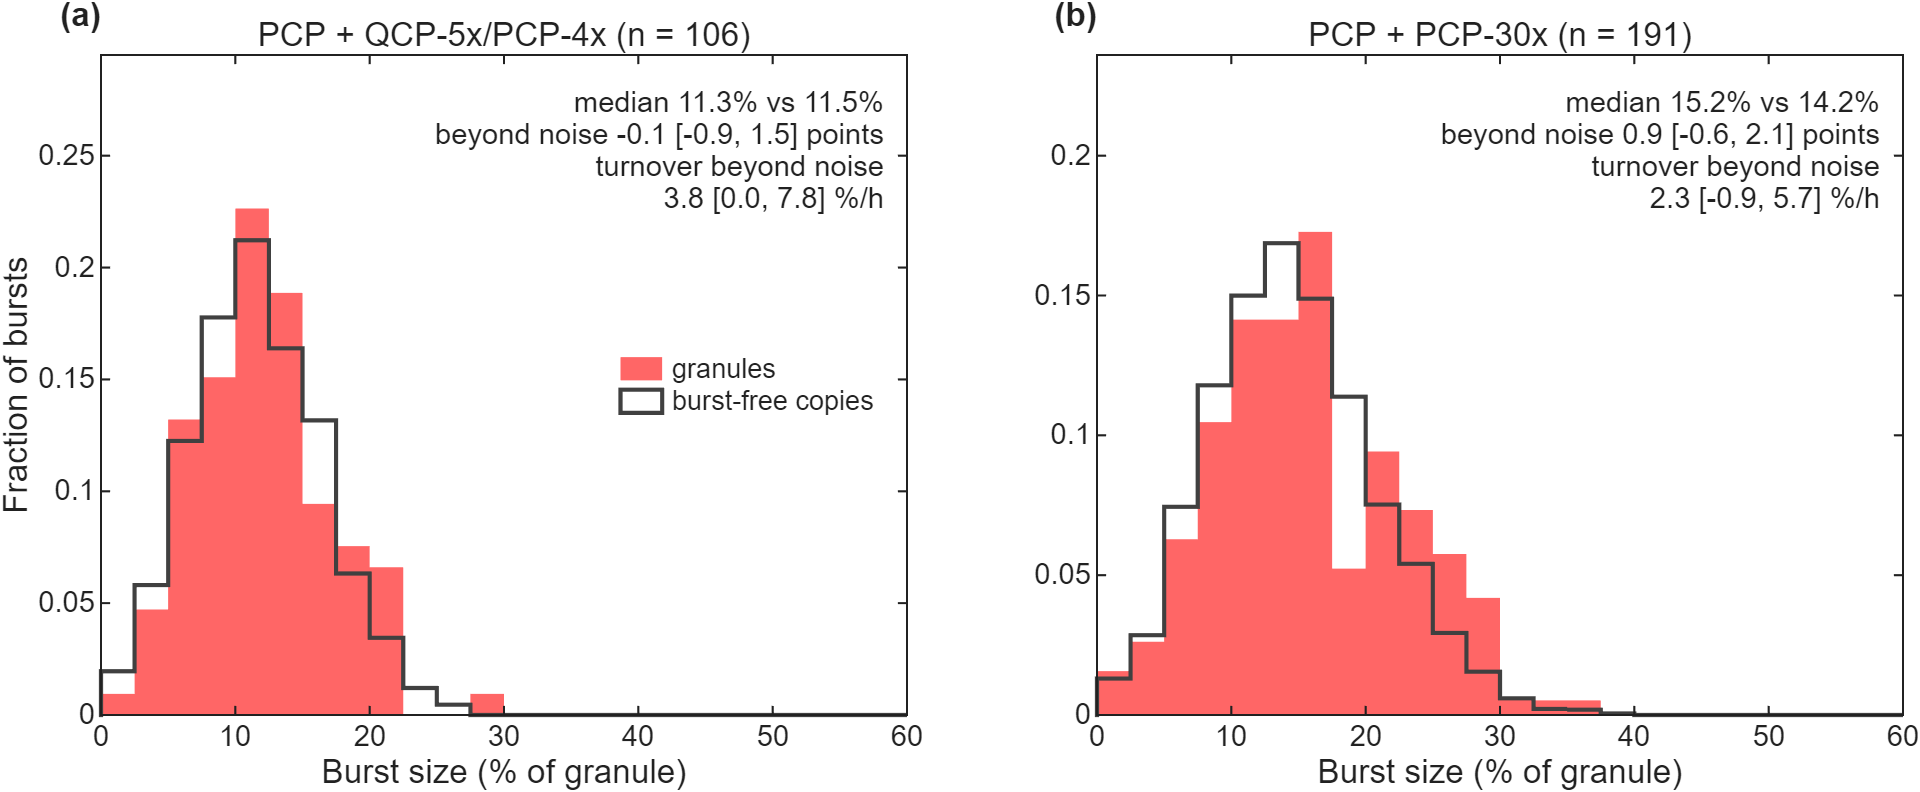 (a)
PCP + QCP-5x/PCP-4x (n = 106)
median 11.3% vs 11.5%
beyond noise -0.1 [-0.9, 1.5] points
turnover beyond noise
3.8 [0.0, 7.8] %/h
granules
burst-free copies
Fraction of bursts
0.25
0.2
0.15
0.1
0.05
0
0 10 20 30 40 50 60
Burst size (% of granule)
(b)
PCP + PCP-30x (n = 191)
median 15.2% vs 14.2%
beyond noise 0.9 [-0.6, 2.1] points
turnover beyond noise
2.3 [-0.9, 5.7] %/h
0.2
0.15
0.1
0.05
0
0 10 20 30 40 50 60
Burst size (% of granule)